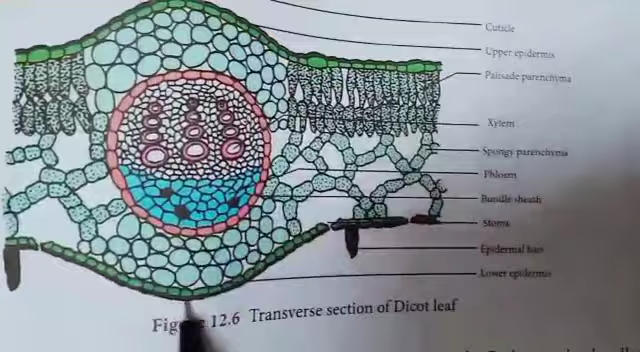 Cuticle
Upper epidermis
Palisade parenchyma
Xylem
Spongy parenchyma
Phloem
Bundle sheath
Stoma
Epidermal hair
Lower epidermis
12.6 Transverse section of Dicot leaf